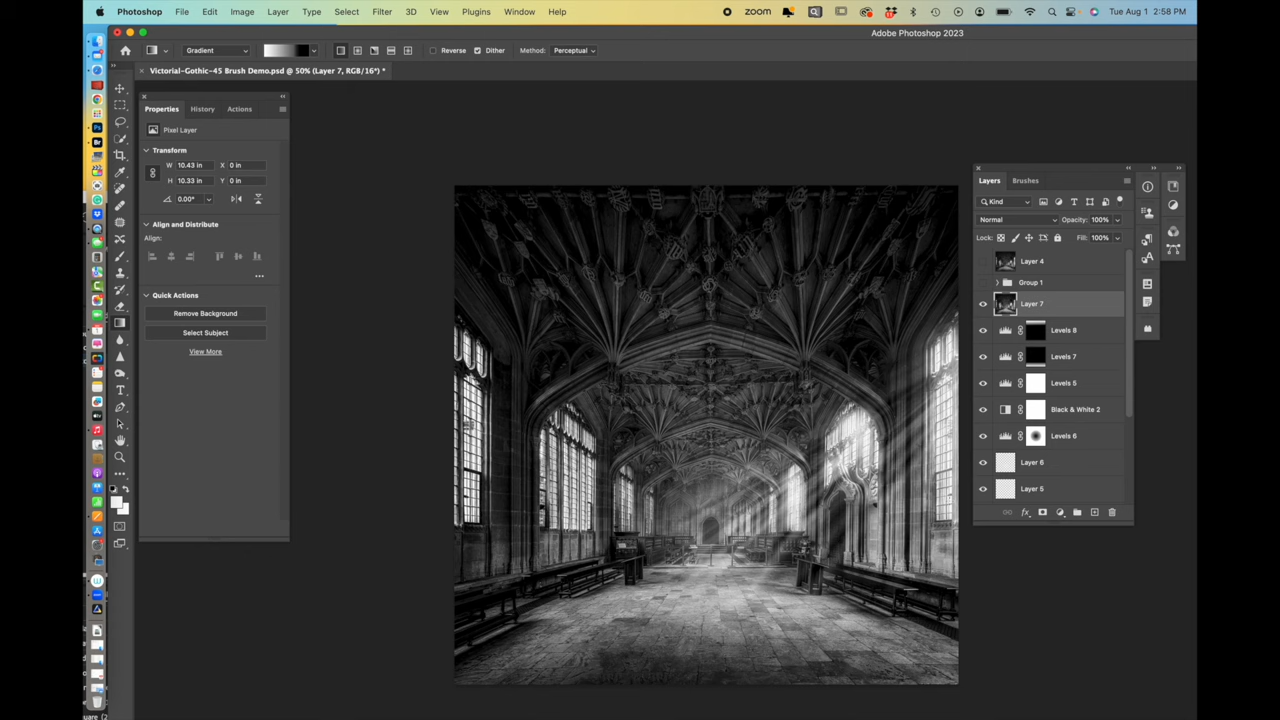 Photoshop File Edit Image Layer Type Select Filter 3D View Plugins Window Help zoom Tue Aug 1 2:58 PM
Adobe Photoshop 2023
Gradient Reverse Dither Method: Perceptual
Victorial-Gothic-45 Brush Demo.psd @ 50% (Layer 7, RGB/16*) *
Properties History Actions
Pixel Layer
Transform
W 10.43 in X 0 in
H 10.33 in Y 0 in
0.00°
Align and Distribute
Align:
Quick Actions
Remove Background
Select Subject
View More
Layers Brushes
Kind
Normal Opacity: 100%
Lock: Fill: 100%
Layer 4
Group 1
Layer 7
Levels 8
Levels 7
Levels 5
Black & White 2
Levels 6
Layer 6
Layer 5